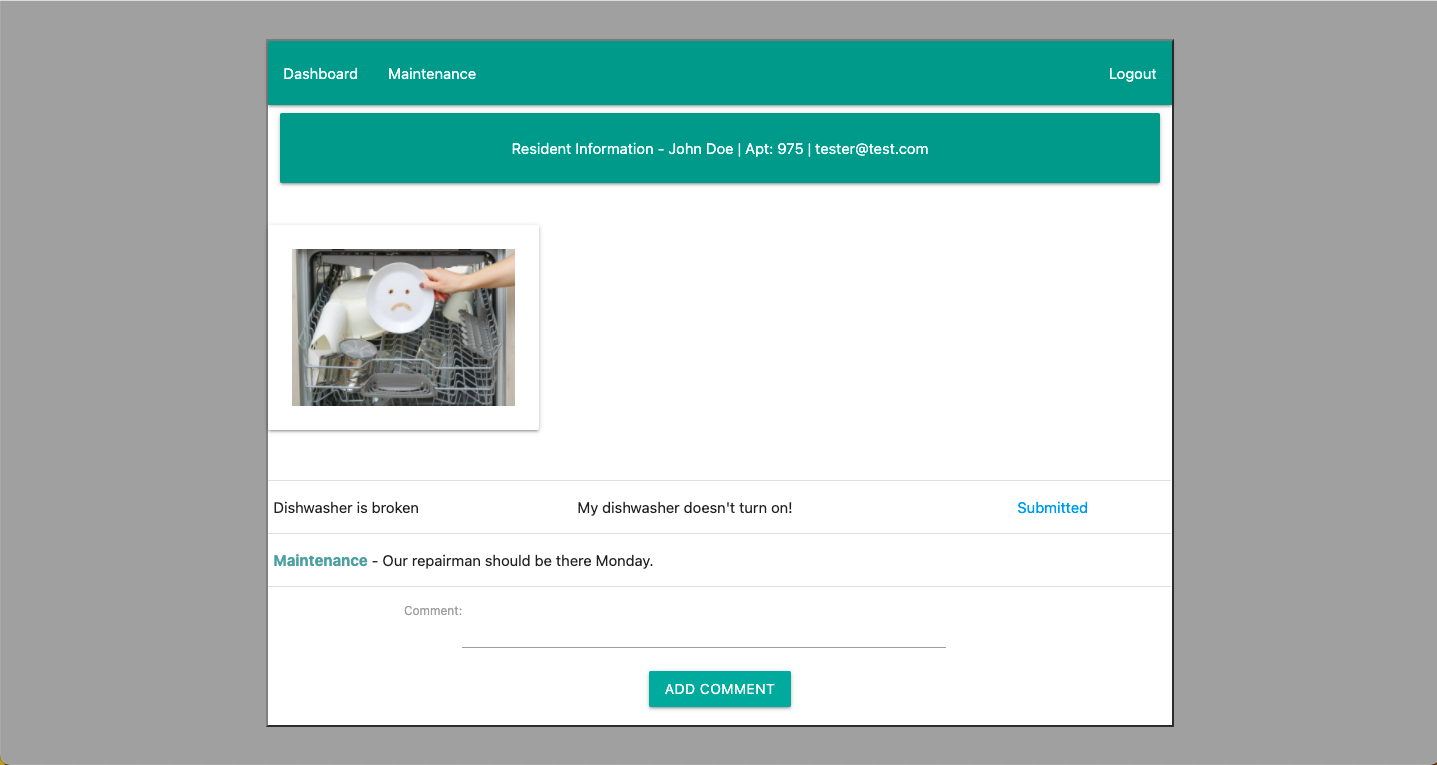 Dashboard Maintenance Logout
Resident Information - John Doe | Apt: 975 | tester@test.com
Dishwasher is broken My dishwasher doesn't turn on! Submitted
Maintenance - Our repairman should be there Monday.
Comment:
ADD COMMENT